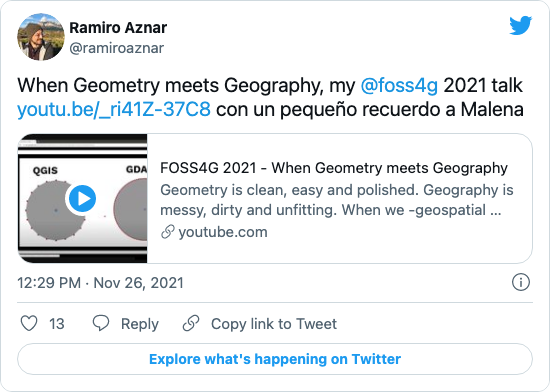 Ramiro Aznar
@ramiroaznar
When Geometry meets Geography, my @foss4g 2021 talk
youtu.be/_ri41Z-37C8 con un pequeño recuerdo a Malena
QGIS
GDA
FOSS4G 2021 - When Geometry meets Geography
Geometry is clean, easy and polished. Geography is
messy, dirty and unfitting. When we -geospatial ...
youtube.com
12:29 PM · Nov 26, 2021
13
Reply
Copy link to Tweet
Explore what's happening on Twitter